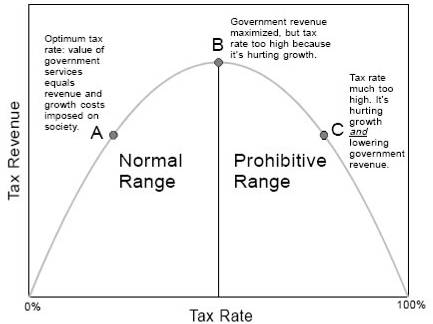 Optimum tax
rate: value of
government
services
equals
revenue and
growth costs
imposed on
society.
A
Government revenue
maximized, but tax
rate too high because
it's hurting growth.
B
Tax rate
much too
high. It's
hurting
growth
and
lowering
government
revenue.
C
Normal
Range
Prohibitive
Range
Tax Revenue
0%
100%
Tax Rate